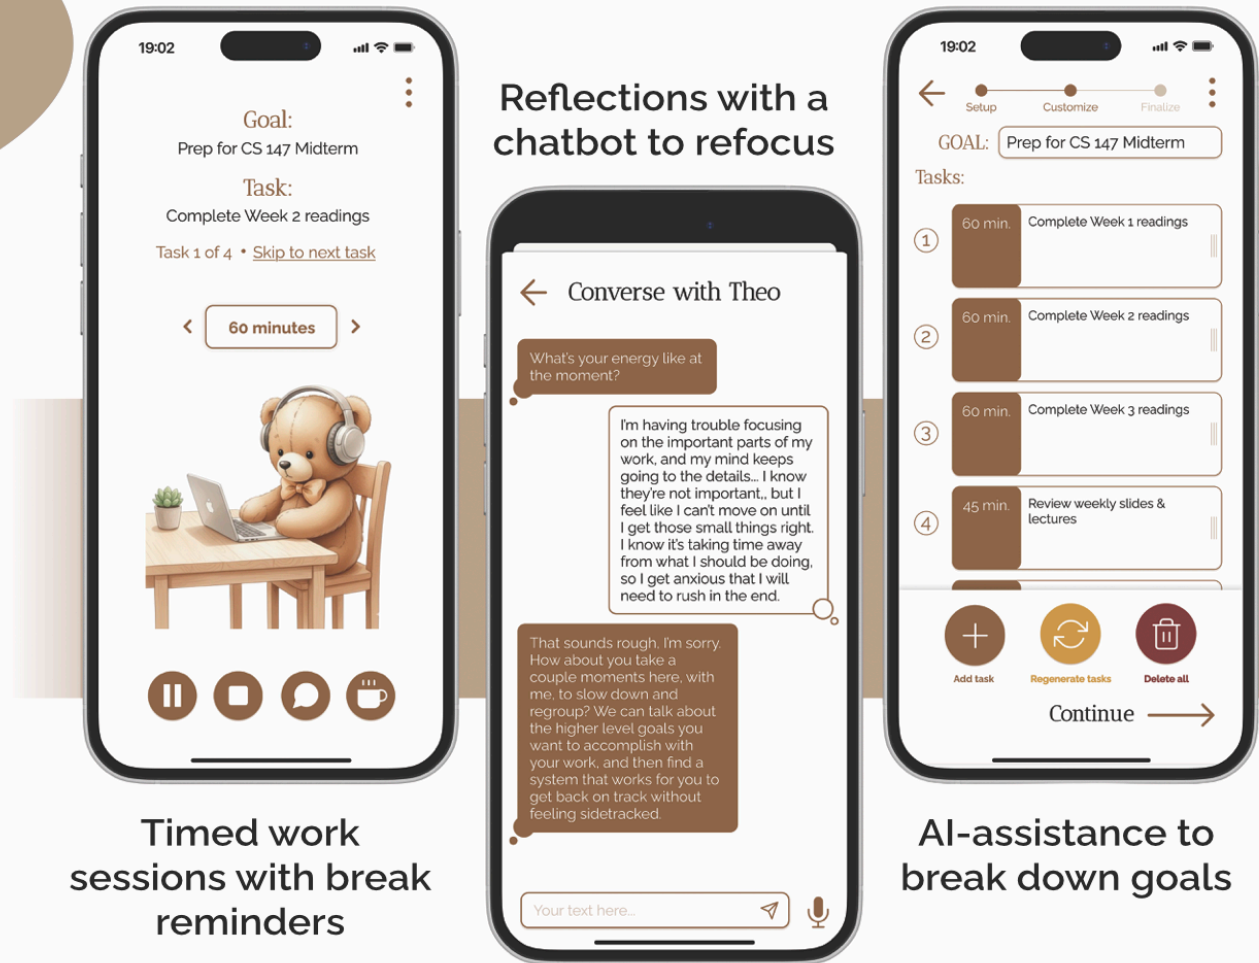 19:02
Goal:
Prep for CS 147 Midterm
Task:
Complete Week 2 readings
Task 1 of 4 • Skip to next task
60 minutes
Timed work
sessions with break
reminders
Reflections with a
chatbot to refocus
Converse with Theo
What's your energy like at
the moment?
I'm having trouble focusing
on the important parts of my
work, and my mind keeps
going to the details... I know
they're not important,, but I
feel like I can't move on until
I get those small things right.
I know it's taking time away
from what I should be doing,
so I get anxious that I will
need to rush in the end.
That sounds rough, I'm sorry.
How about you take a
couple moments here, with
me, to slow down and
regroup? We can talk about
the higher level goals you
want to accomplish with
your work, and then find a
system that works for you to
get back on track without
feeling sidetracked.
Your text here...
19:02
Setup Customize Finalize
GOAL: Prep for CS 147 Midterm
Tasks:
1 60 min. Complete Week 1 readings
2 60 min. Complete Week 2 readings
3 60 min. Complete Week 3 readings
4 45 min. Review weekly slides &
lectures
Add task Regenerate tasks Delete all
Continue
AI-assistance to
break down goals